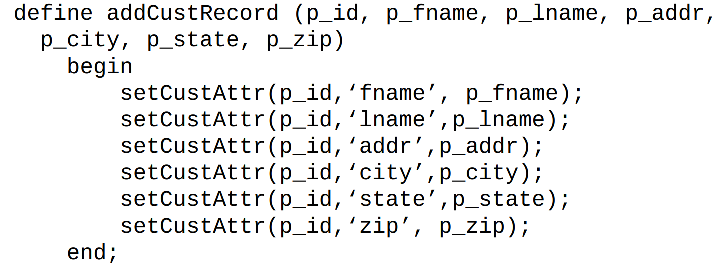 define addCustRecord (p_id, p_fname, p_lname, p_addr,
p_city, p_state, p_zip)
begin
setCustAttr(p_id,‘fname’, p_fname);
setCustAttr(p_id,‘lname’,p_lname);
setCustAttr(p_id,‘addr’,p_addr);
setCustAttr(p_id,‘city’,p_city);
setCustAttr(p_id,‘state’,p_state);
setCustAttr(p_id,‘zip’, p_zip);
end;